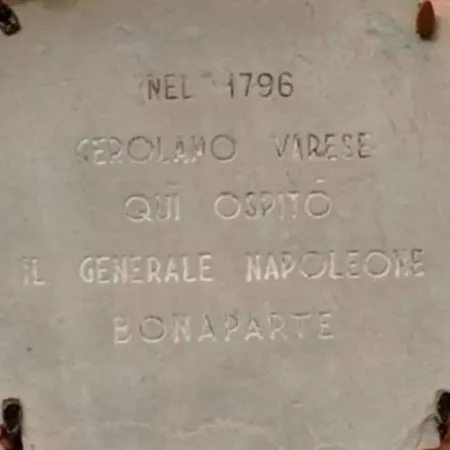 NEL 1796
GEROLAMO VARESE
QUI OSPITÒ
IL GENERALE NAPOLEONE
BONAPARTE